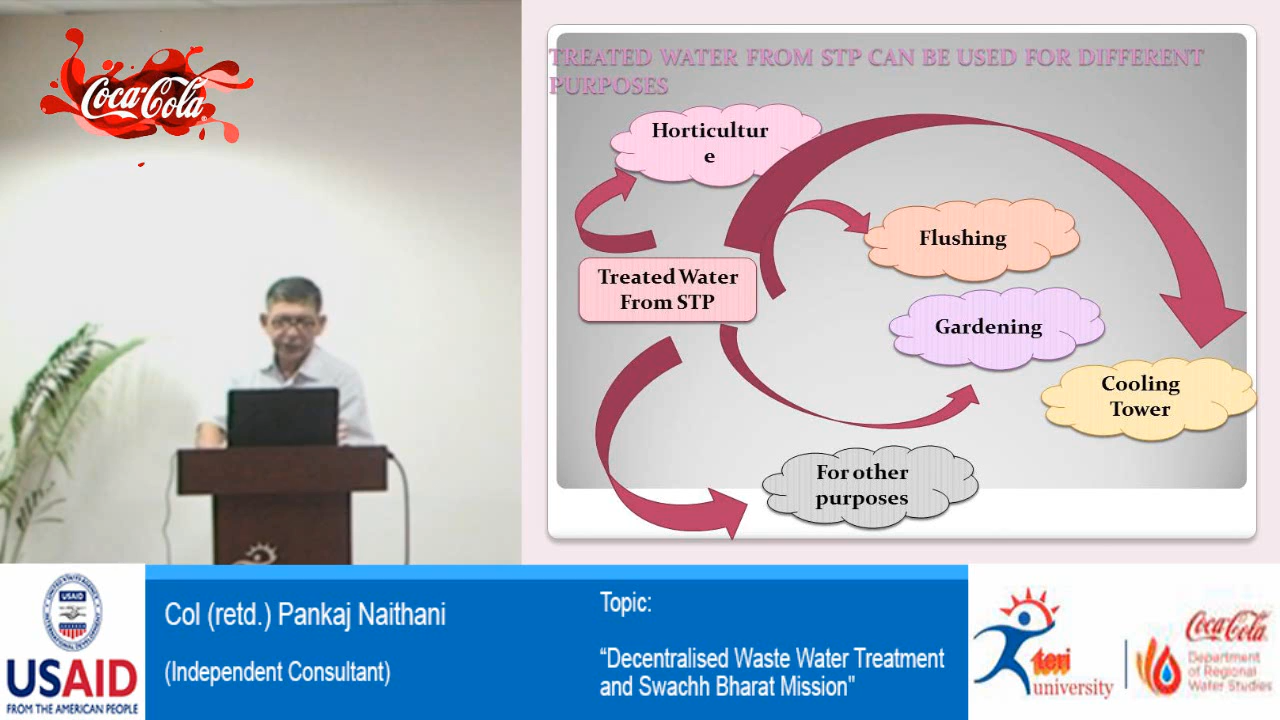 Coca-Cola
TREATED WATER FROM STP CAN BE USED FOR DIFFERENT
PURPOSES
Horticultur
e
Flushing
Treated Water
From STP
Gardening
Cooling
Tower
For other
purposes
USAID
USAID
FROM THE AMERICAN PEOPLE
Col (retd.) Pankaj Naithani
(Independent Consultant)
Topic:
“Decentralised Waste Water Treatment
and Swachh Bharat Mission"
teri
university
Coca-Cola
Department
of Regional
Water Studies